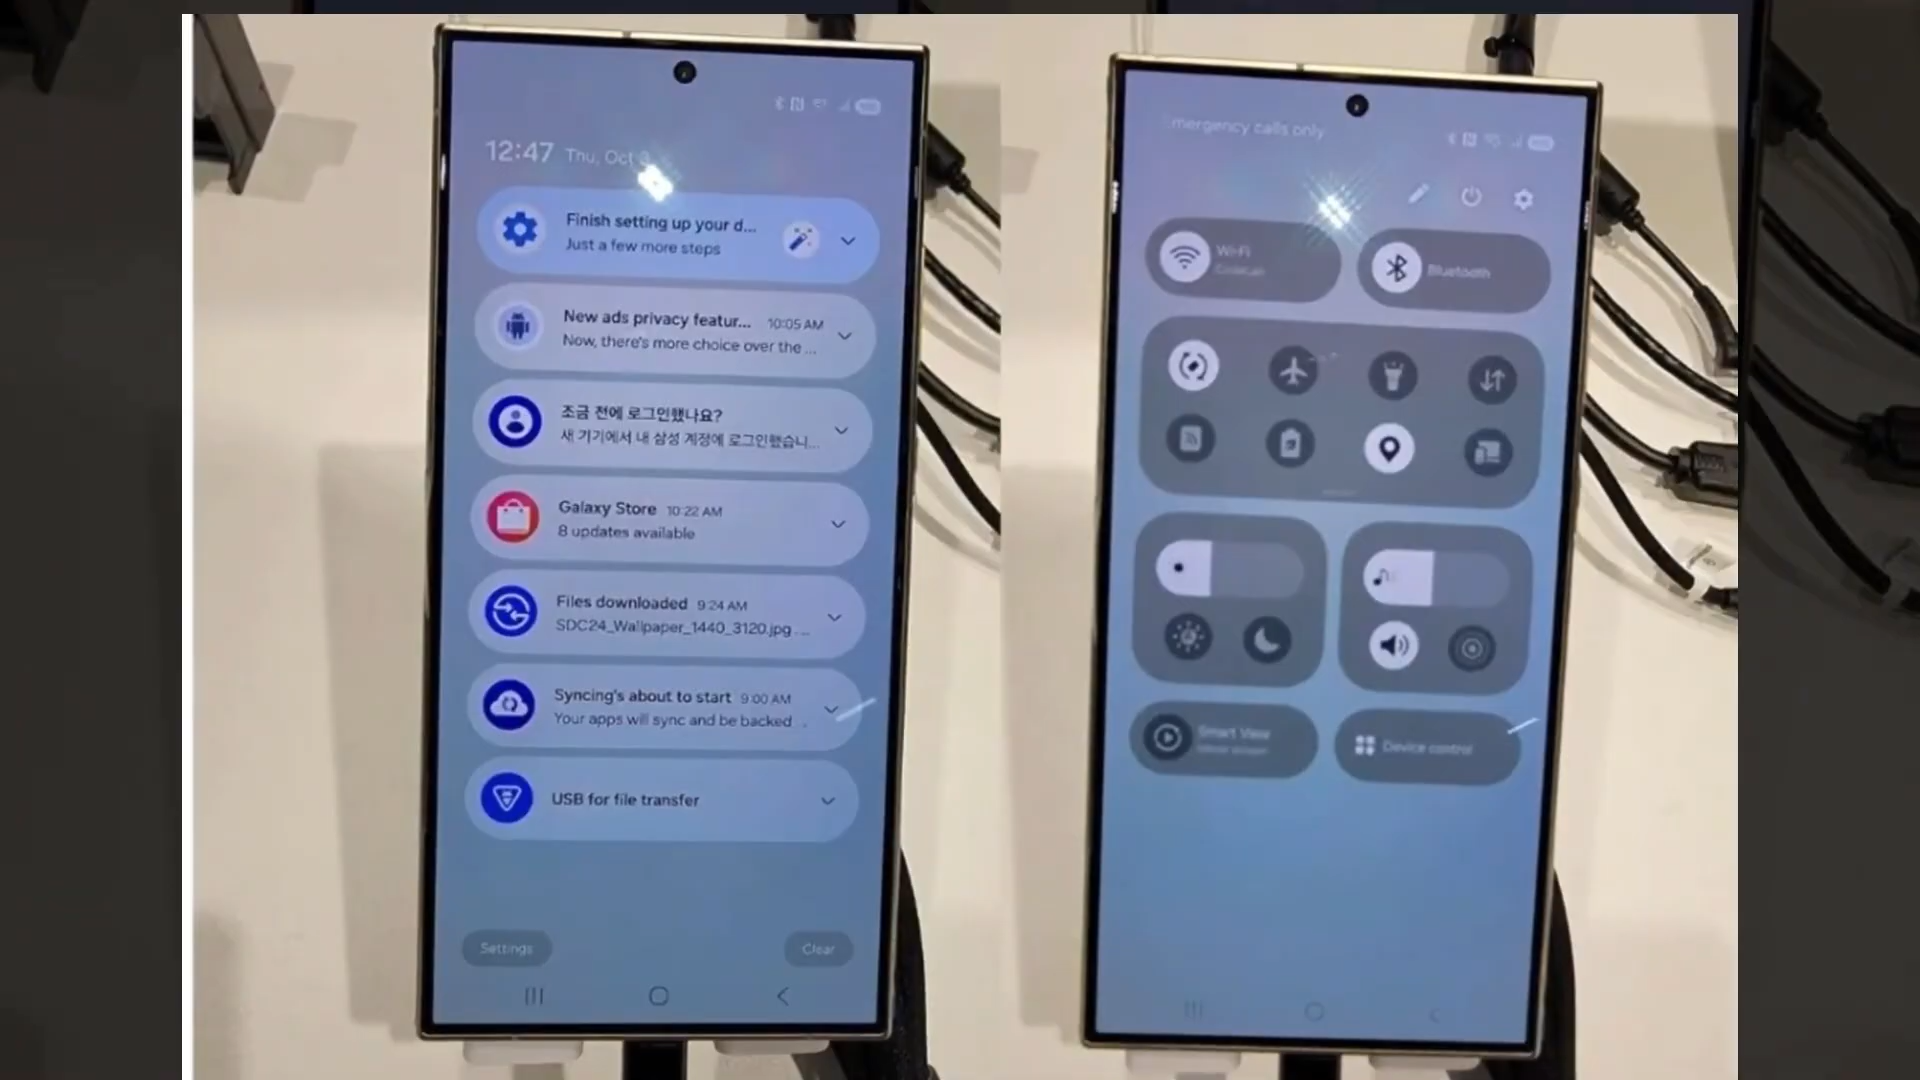 12:47 Thu, Oct
Finish setting up your d...
Just a few more steps
New ads privacy featur... 10:05 AM
Now, there's more choice over the ...
조금 전에 로그인했나요?
새 기기에서 내 삼성 계정에 로그인했습니...
Galaxy Store 10:22 AM
8 updates available
Files downloaded 9:24 AM
SDC24_Wallpaper_1440_3120.jpg ...
Syncing's about to start 9:00 AM
Your apps will sync and be backed ...
USB for file transfer
Settings
Clear
mergency calls only
Wi-Fi
Bluetooth
Smart View
Device control